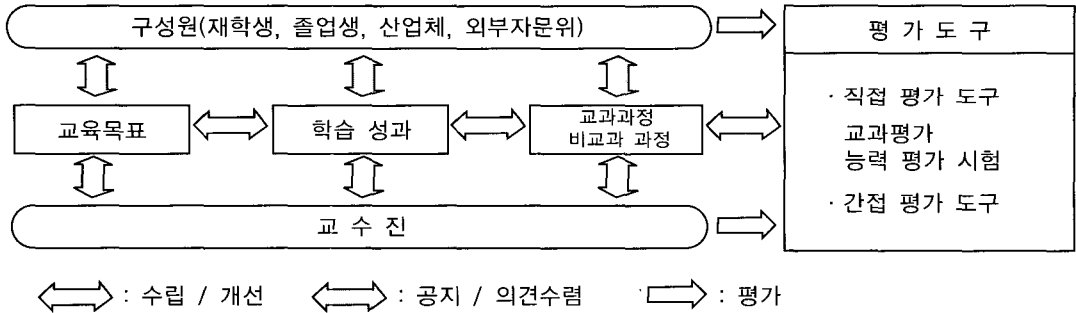 구성원(재학생, 졸업생, 산업체, 외부자문위)
평 가 도 구
교육목표
학습 성과
교과과정
비교과 과정
· 직접 평가 도구
교과평가
능력 평가 시험
· 간접 평가 도구
교 수 진
: 수립 / 개선
: 공지 / 의견수렴
: 평가